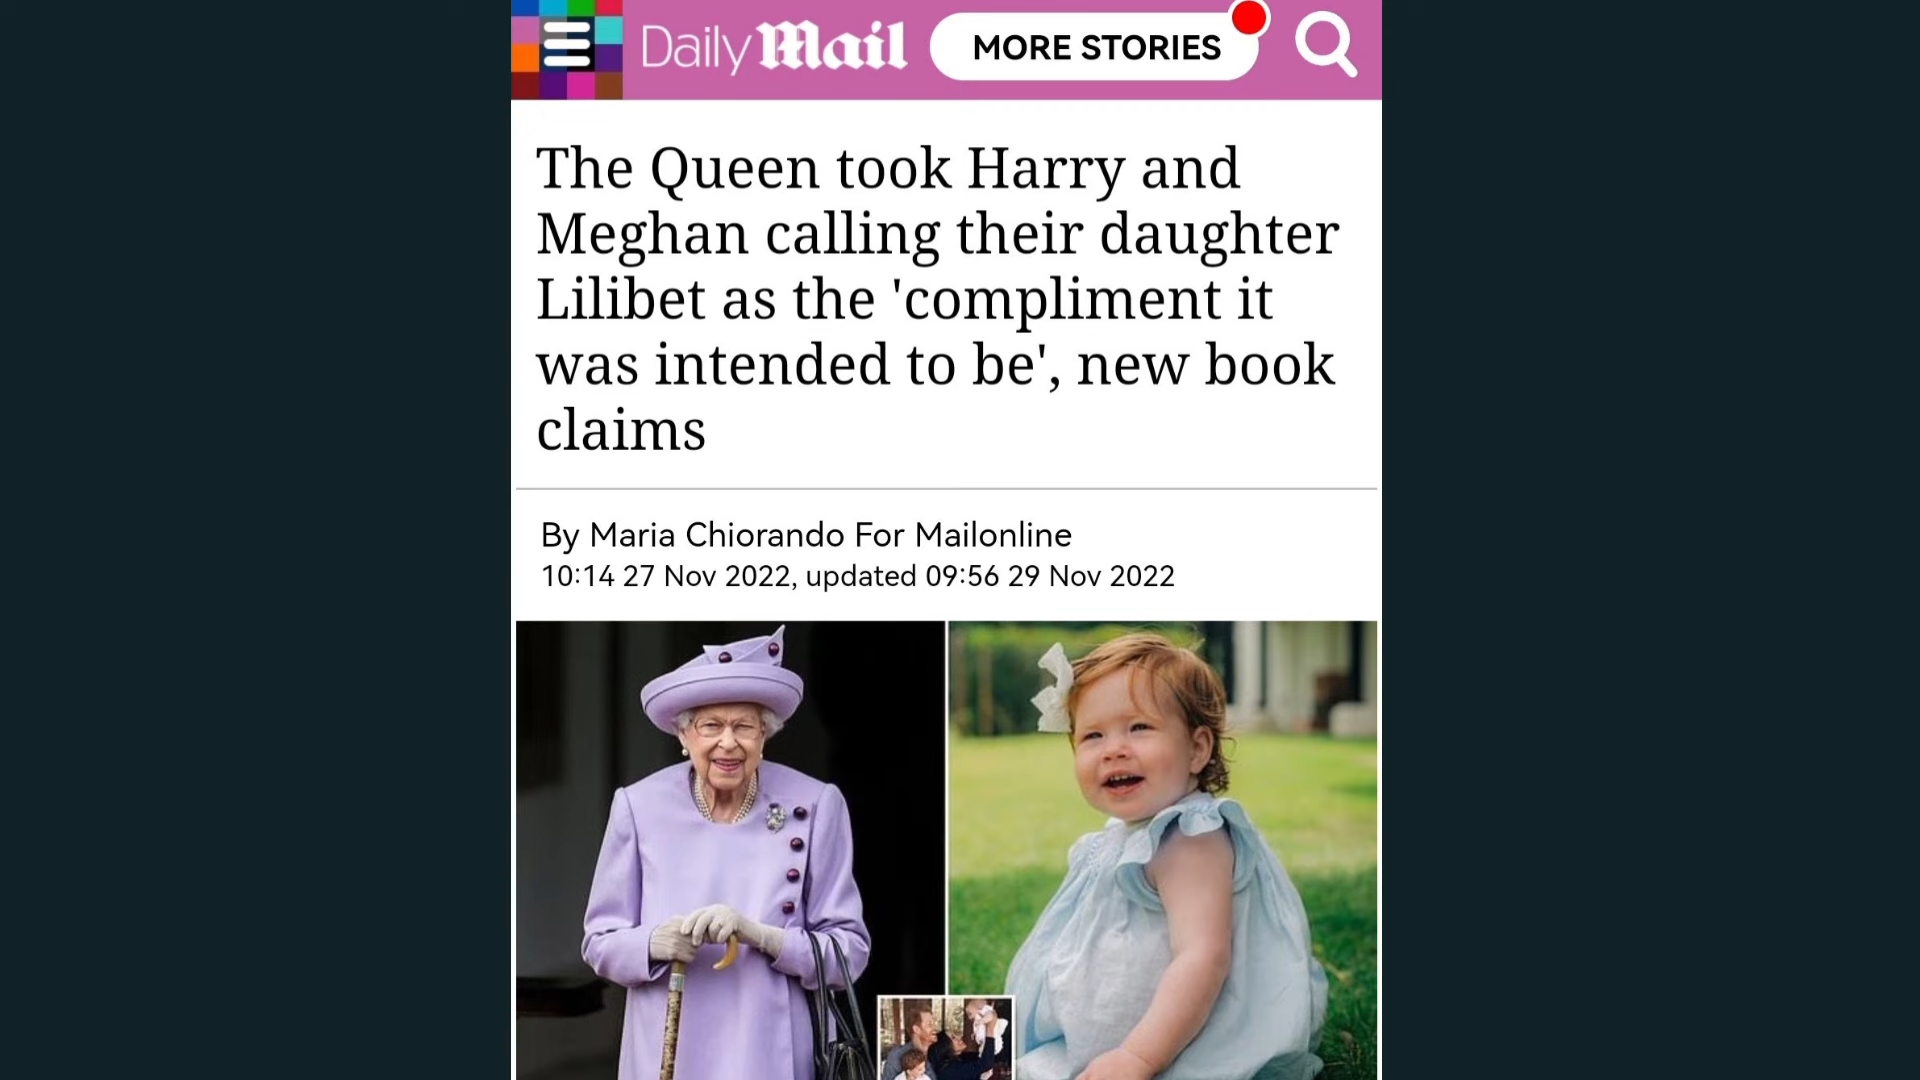 Daily Mail MORE STORIES
The Queen took Harry and
Meghan calling their daughter
Lilibet as the 'compliment it
was intended to be', new book
claims
By Maria Chiorando For Mailonline
10:14 27 Nov 2022, updated 09:56 29 Nov 2022